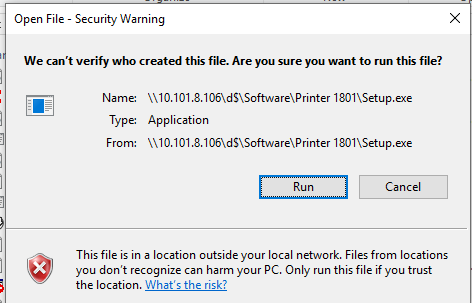 Open File - Security Warning
We can't verify who created this file. Are you sure you want to run this file?
Name: \\10.101.8.106\d$\Software\Printer 1801\Setup.exe
Type: Application
From: \\10.101.8.106\d$\Software\Printer 1801\Setup.exe
Run Cancel
This file is in a location outside your local network. Files from locations
you don't recognize can harm your PC. Only run this file if you trust
the location. What's the risk?